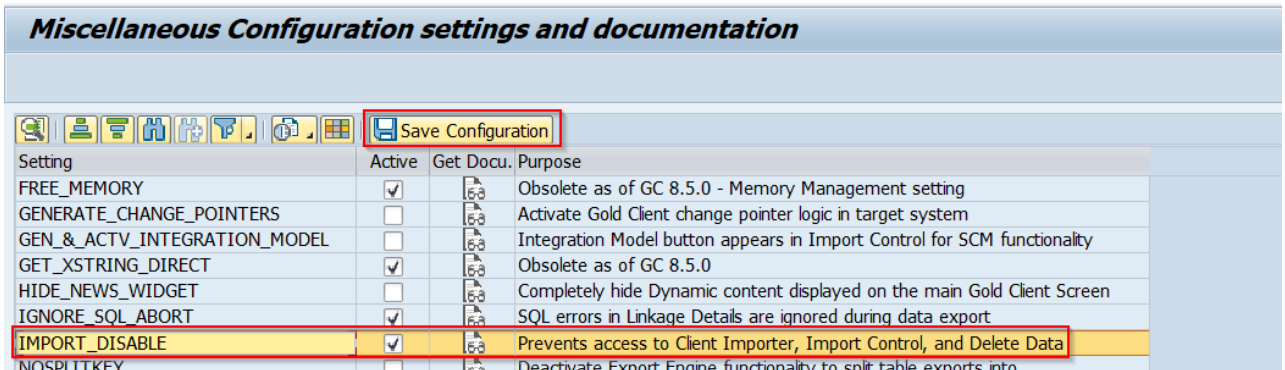 Miscellaneous Configuration settings and documentation
Save Configuration
Setting Active Get Docu. Purpose
FREE_MEMORY Obsolete as of GC 8.5.0 - Memory Management setting
GENERATE_CHANGE_POINTERS Activate Gold Client change pointer logic in target system
GEN_&_ACTV_INTEGRATION_MODEL Integration Model button appears in Import Control for SCM functionality
GET_XSTRING_DIRECT Obsolete as of GC 8.5.0
HIDE_NEWS_WIDGET Completely hide Dynamic content displayed on the main Gold Client Screen
IGNORE_SQL_ABORT SQL errors in Linkage Details are ignored during data export
IMPORT_DISABLE Prevents access to Client Importer, Import Control, and Delete Data
NOSPLITKEY Deactivate Export Engine functionality to split table exports into